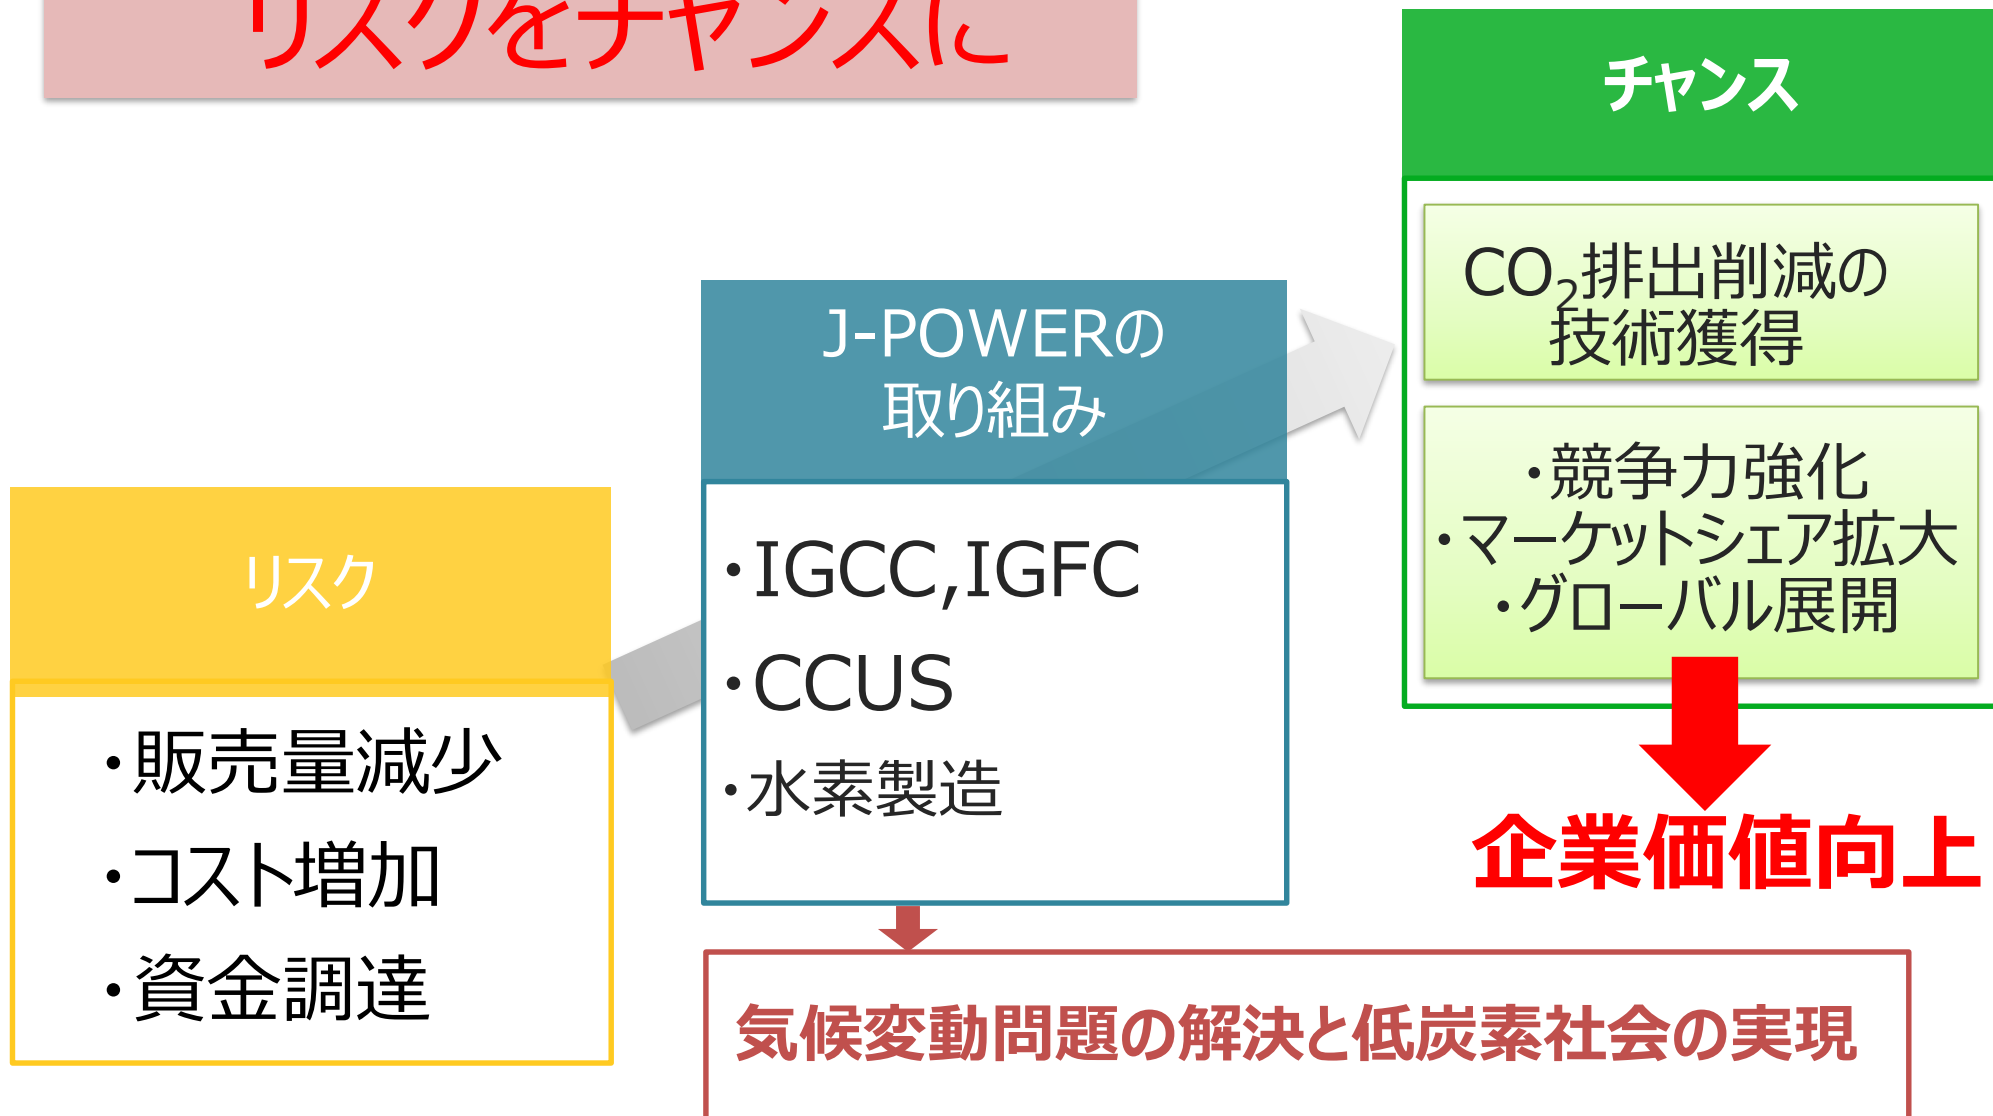 リスクをチャンスに
チャンス
CO₂排出削減の
技術獲得
・競争力強化
・マーケットシェア拡大
・グローバル展開
企業価値向上
J-POWERの
取り組み
・IGCC,IGFC
・CCUS
・水素製造
リスク
・販売量減少
・コスト増加
・資金調達
気候変動問題の解決と低炭素社会の実現